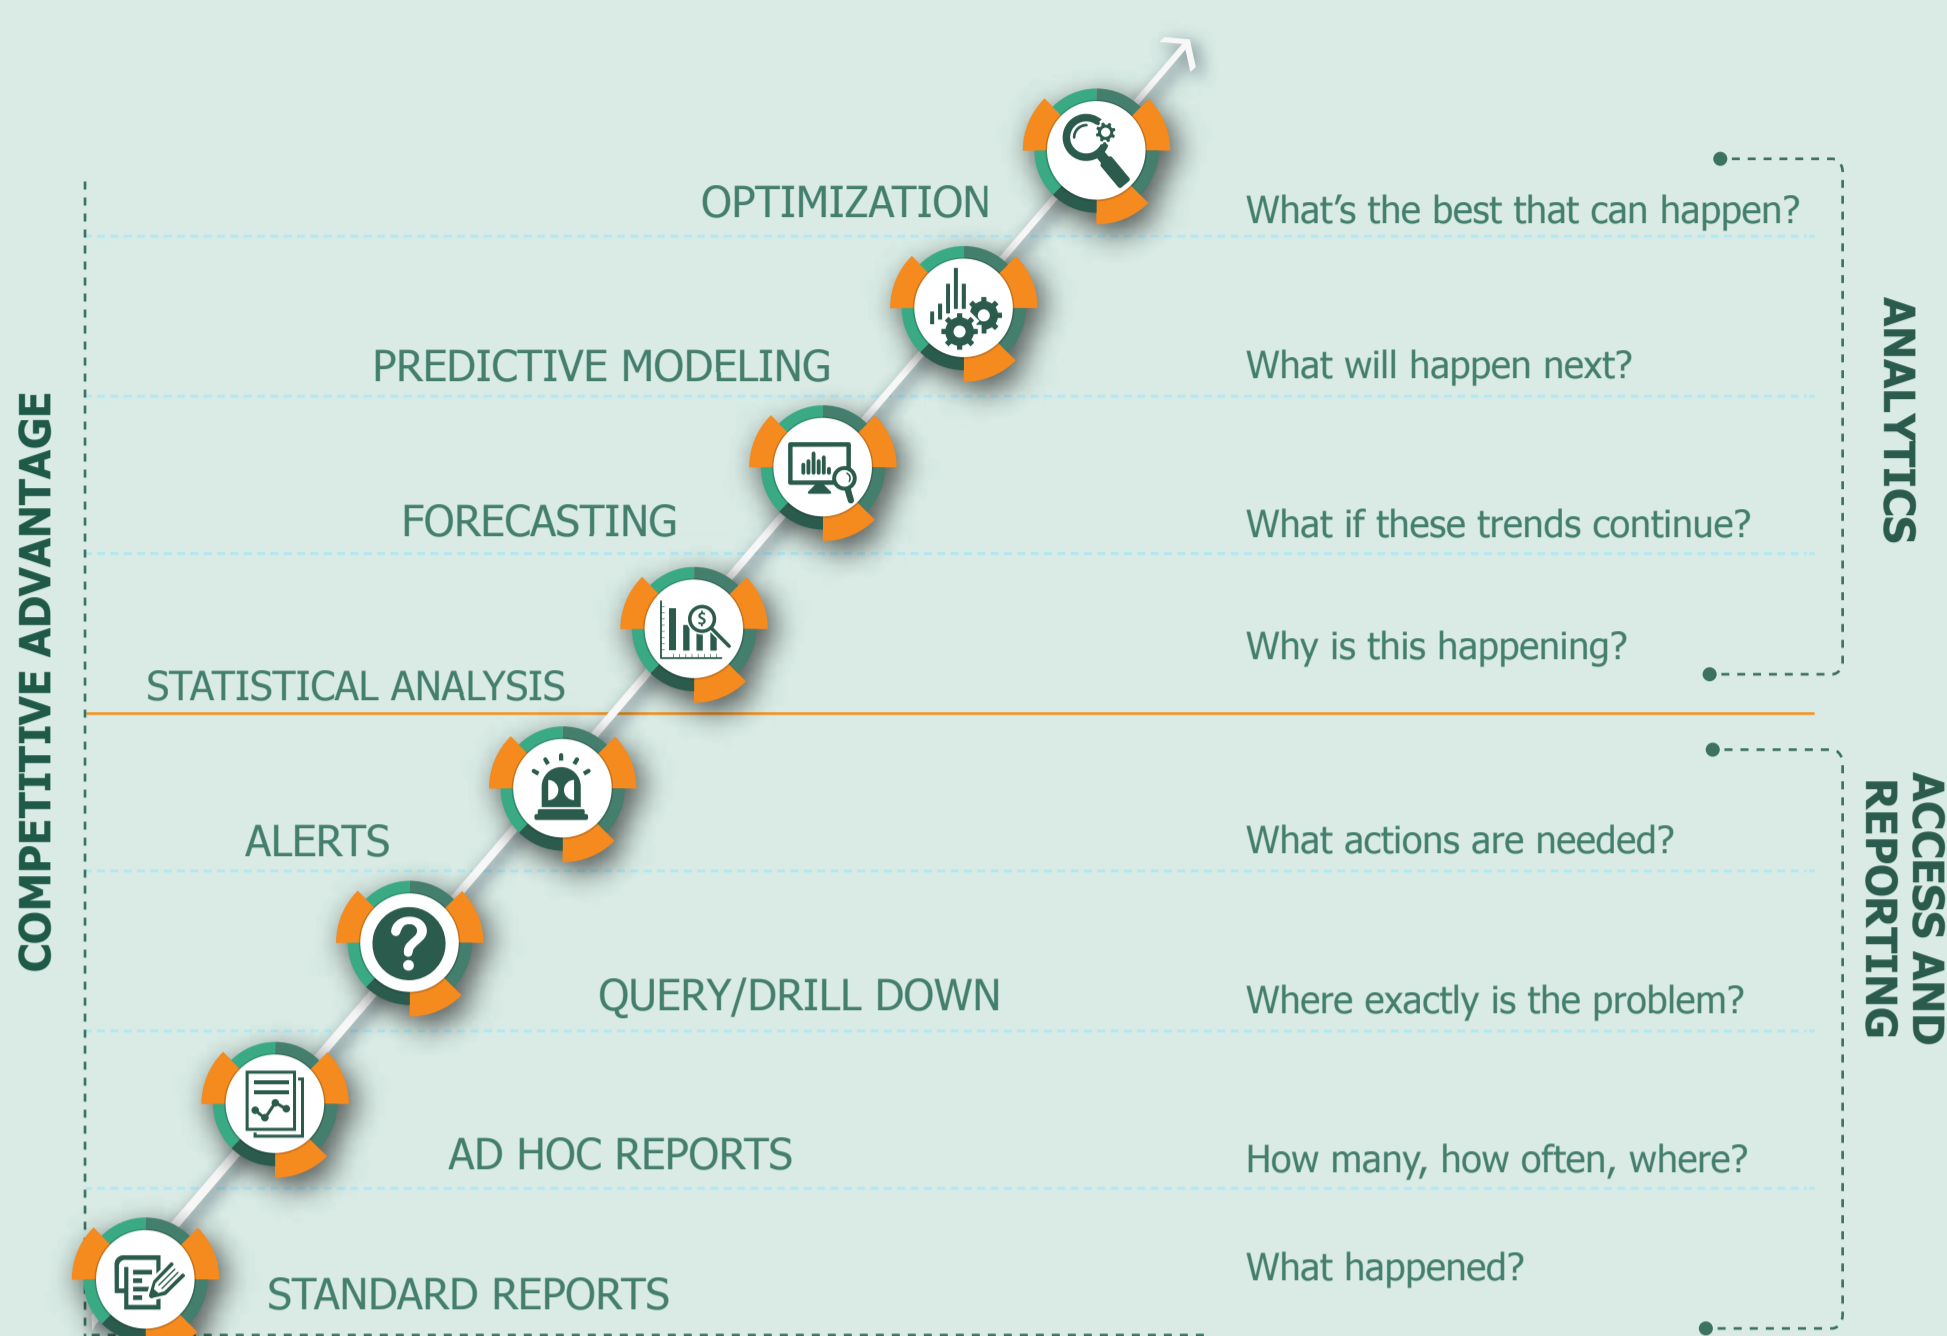 OPTIMIZATION
What's the best that can happen?
PREDICTIVE MODELING
What will happen next?
FORECASTING
What if these trends continue?
STATISTICAL ANALYSIS
Why is this happening?
ALERTS
What actions are needed?
QUERY/DRILL DOWN
Where exactly is the problem?
AD HOC REPORTS
How many, how often, where?
STANDARD REPORTS
What happened?
COMPETITIVE ADVANTAGE
ANALYTICS
ACCESS AND
REPORTING
$
?